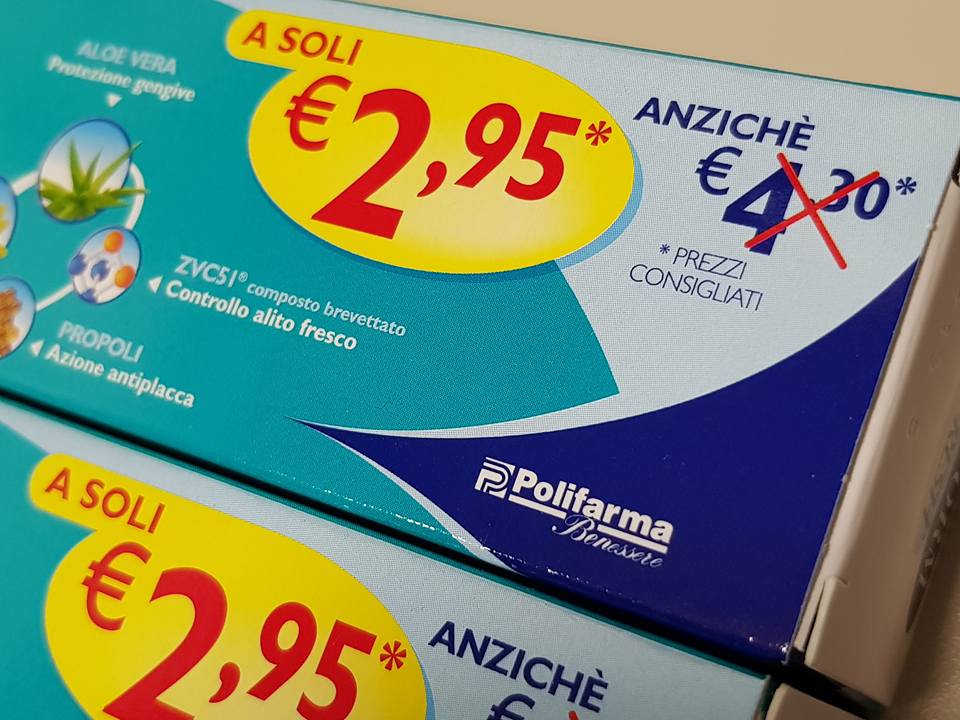 ALOE VERA
Protezione gengive
A SOLI
€2,95*
ANZICHÈ
€4,30*
* PREZZI
CONSIGLIATI
ZVC51® composto brevettato
Controllo alito fresco
PROPOLI
Azione antiplacca
Polifarma
Benessere
A SOLI
€2,95*
ANZICHÈ
€